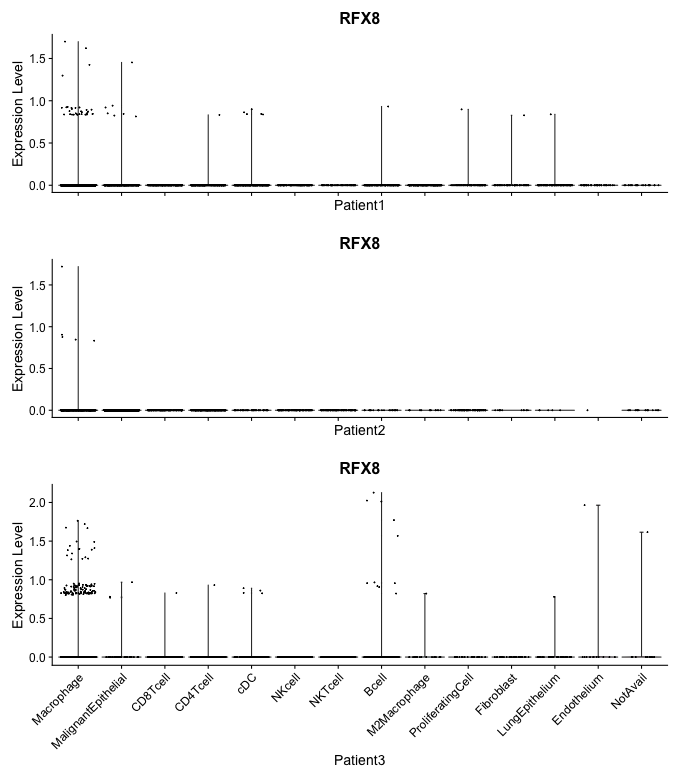 RFX8
Expression Level
1.5
1.0
0.5
0.0
Patient1
RFX8
Expression Level
1.5
1.0
0.5
0.0
Patient2
RFX8
Expression Level
2.0
1.5
1.0
0.5
0.0
Macrophage
MalignantEpithelial
CD8Tcell
CD4Tcell
cDC
NKcell
NKTcell
Bcell
M2Macrophage
ProliferatingCell
Fibroblast
LungEpithelium
Endothelium
NotAvail
Patient3